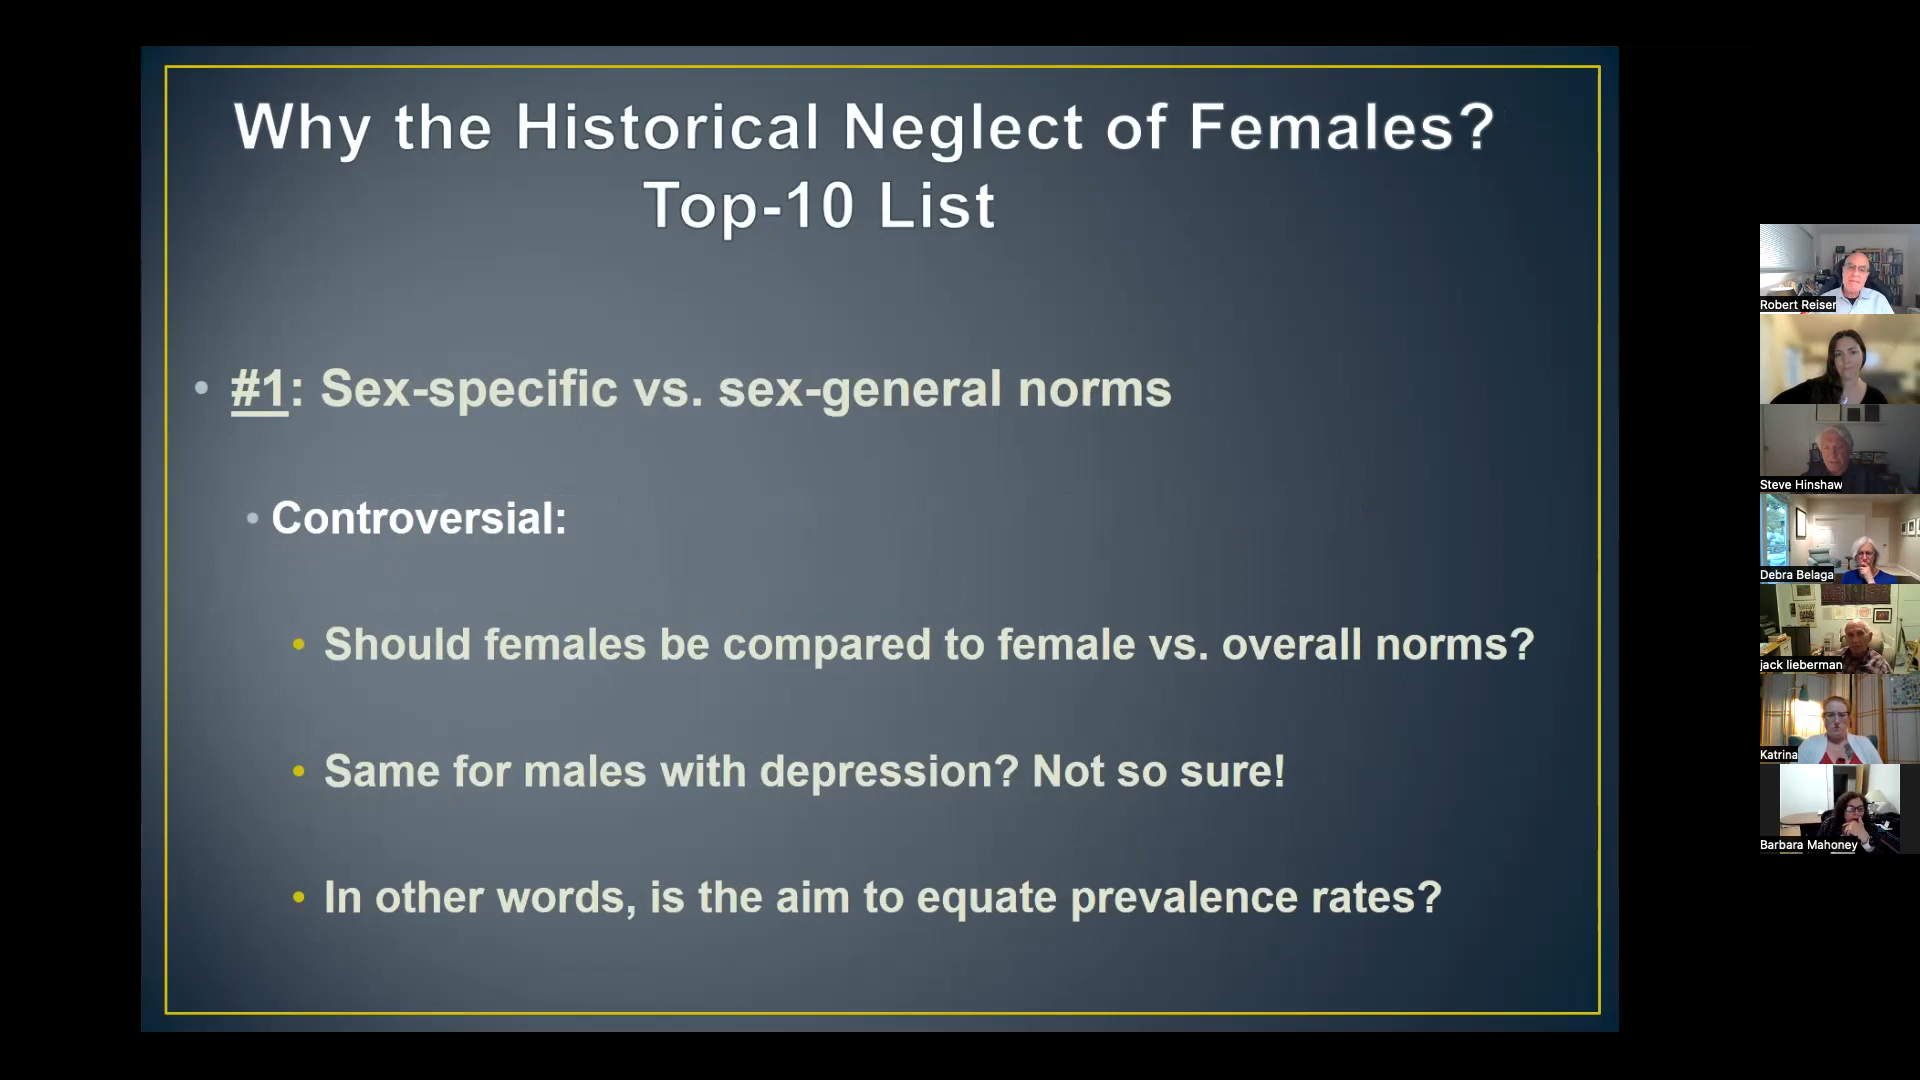 Why the Historical Neglect of Females?
Top-10 List
• #1: Sex-specific vs. sex-general norms
• Controversial:
• Should females be compared to female vs. overall norms?
• Same for males with depression? Not so sure!
• In other words, is the aim to equate prevalence rates?
Robert Reiser
Steve Hinshaw
Debra Belaga
jack lieberman
Katrina
Barbara Mahoney